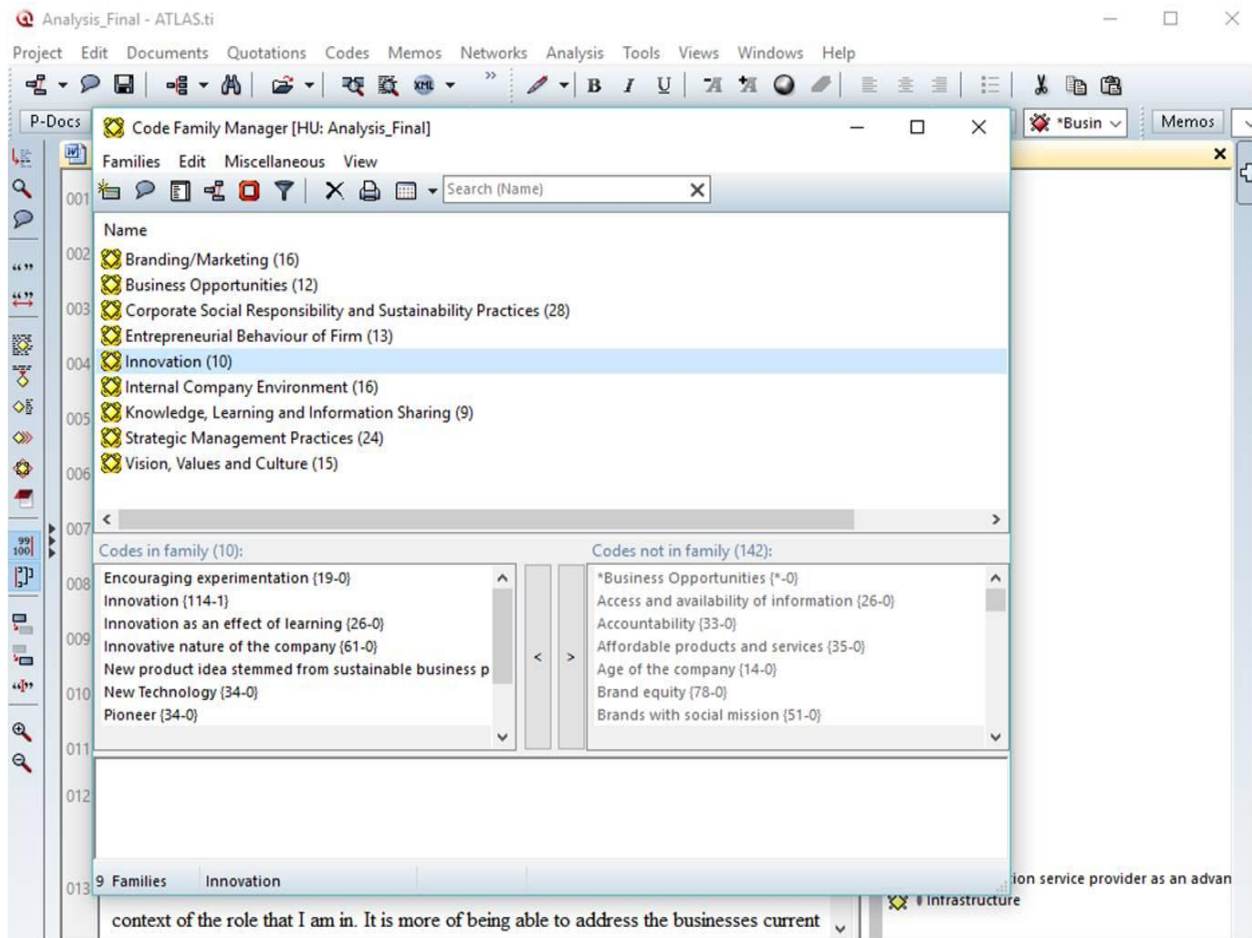 Analysis_Final - ATLAS.ti
Project Edit Documents Quotations Codes Memos Networks Analysis Tools Views Windows Help
XML B I U A A
P-Docs *Busin Memos
Code Family Manager [HU: Analysis_Final]
Families Edit Miscellaneous View
Search (Name)
Name
Branding/Marketing (16)
Business Opportunities (12)
Corporate Social Responsibility and Sustainability Practices (28)
Entrepreneurial Behaviour of Firm (13)
Innovation (10)
Internal Company Environment (16)
Knowledge, Learning and Information Sharing (9)
Strategic Management Practices (24)
Vision, Values and Culture (15)
001
002
003
004
005
006
007
008
009
010
011
012
013
99
100
Codes in family (10):
Encouraging experimentation {19-0}
Innovation {114-1}
Innovation as an effect of learning {26-0}
Innovative nature of the company {61-0}
New product idea stemmed from sustainable business p
New Technology {34-0}
Pioneer {34-0}
< >
Codes not in family (142):
*Business Opportunities {*-0}
Access and availability of information {26-0}
Accountability {33-0}
Affordable products and services {35-0}
Age of the company {14-0}
Brand equity {78-0}
Brands with social mission {51-0}
9 Families Innovation
ion service provider as an advan
Infrastructure
context of the role that I am in. It is more of being able to address the businesses current